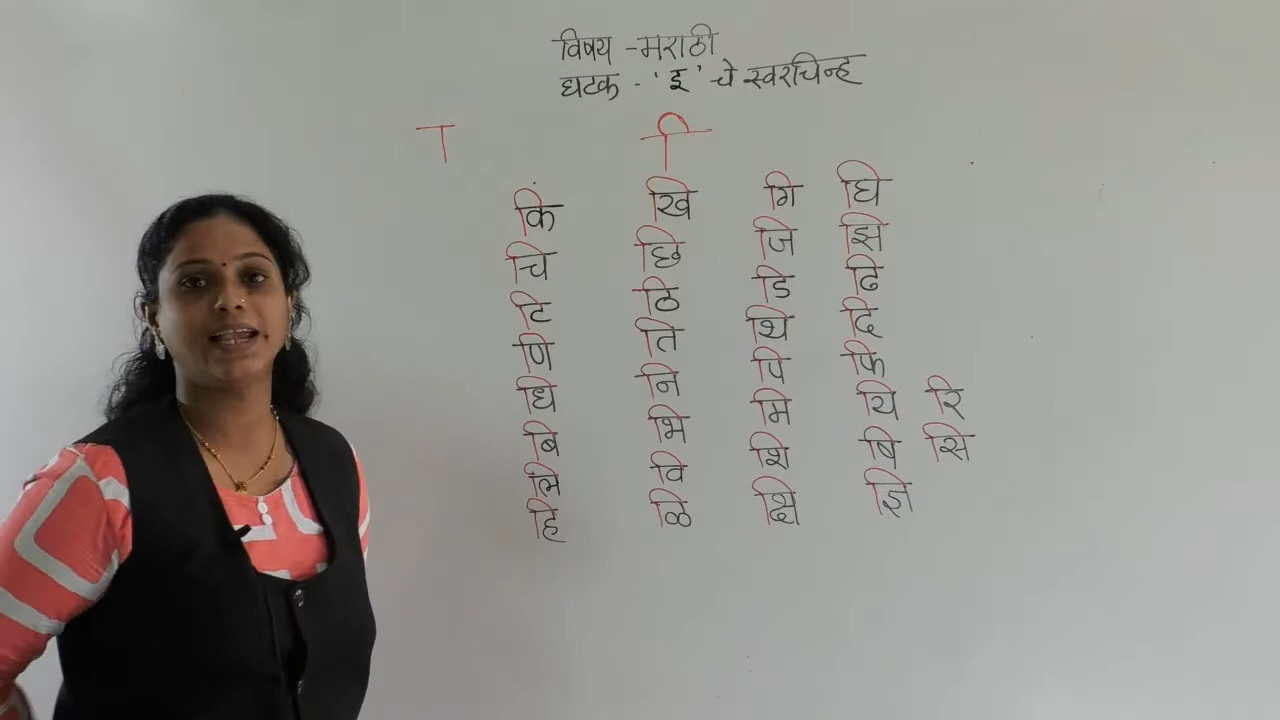 विषय - मराठी
घटक - 'इ' चे स्वरचिन्ह
ा ि
कि खि गि घि
चि छि जि झि
टि ठि डि ढि
णि ति थि दि
धि नि पि फि
बि भि मि यि रि
लि वि शि षि सि
हि ळि क्षि ज्ञि